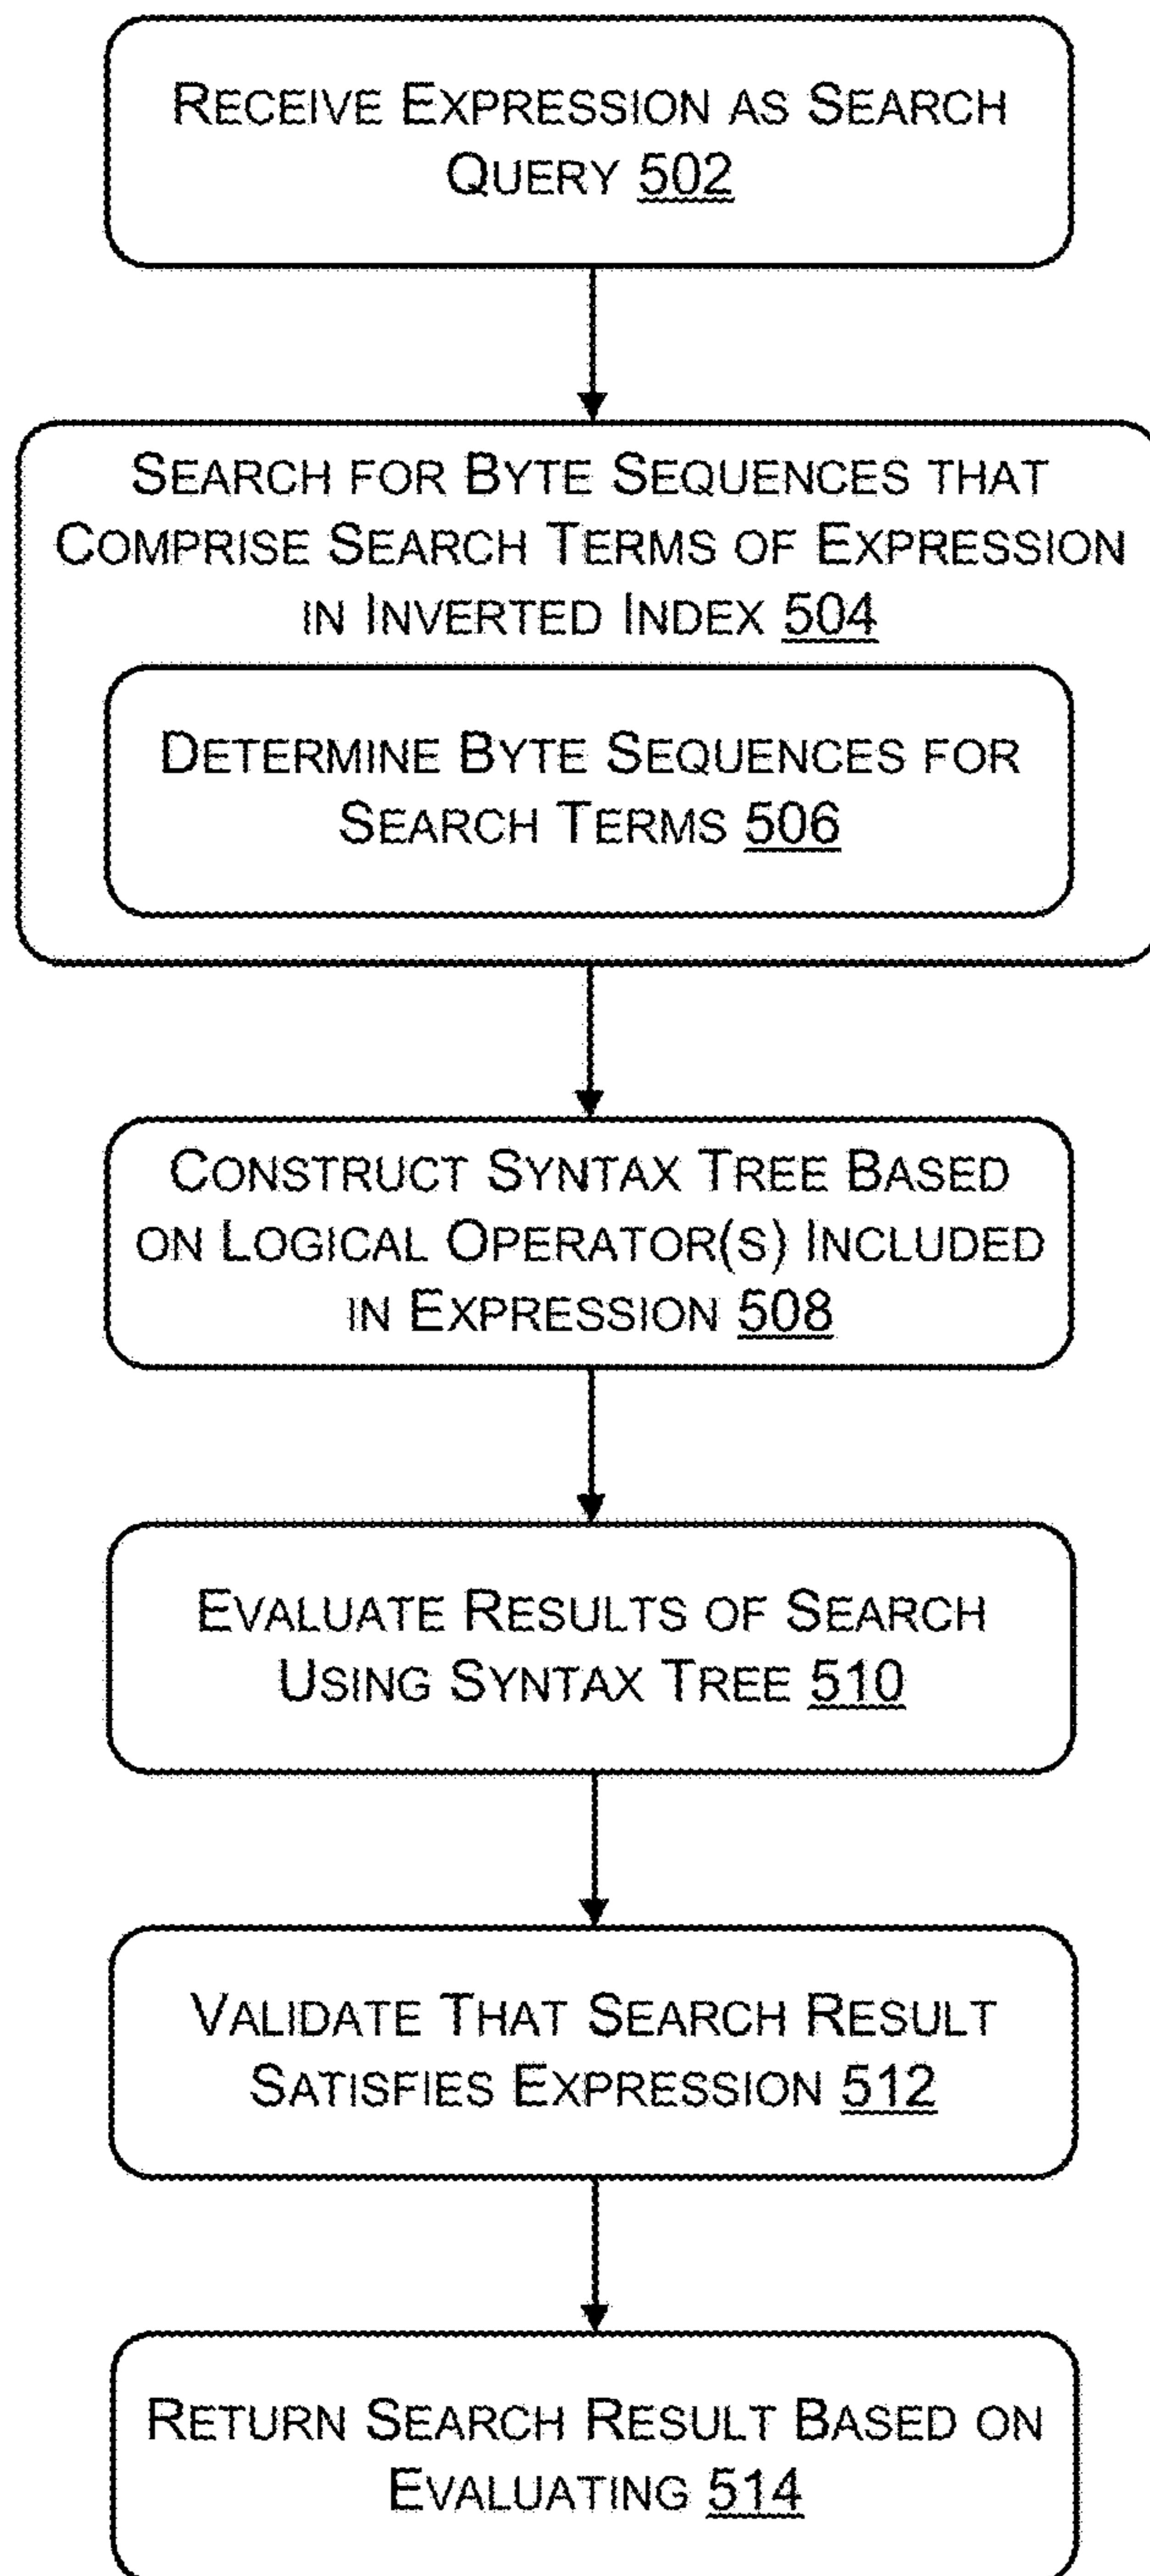 RECEIVE EXPRESSION AS SEARCH
QUERY 502
SEARCH FOR BYTE SEQUENCES THAT
COMPRISE SEARCH TERMS OF EXPRESSION
IN INVERTED INDEX 504
DETERMINE BYTE SEQUENCES FOR
SEARCH TERMS 506
CONSTRUCT SYNTAX TREE BASED
ON LOGICAL OPERATOR(S) INCLUDED
IN EXPRESSION 508
EVALUATE RESULTS OF SEARCH
USING SYNTAX TREE 510
VALIDATE THAT SEARCH RESULT
SATISFIES EXPRESSION 512
RETURN SEARCH RESULT BASED ON
EVALUATING 514